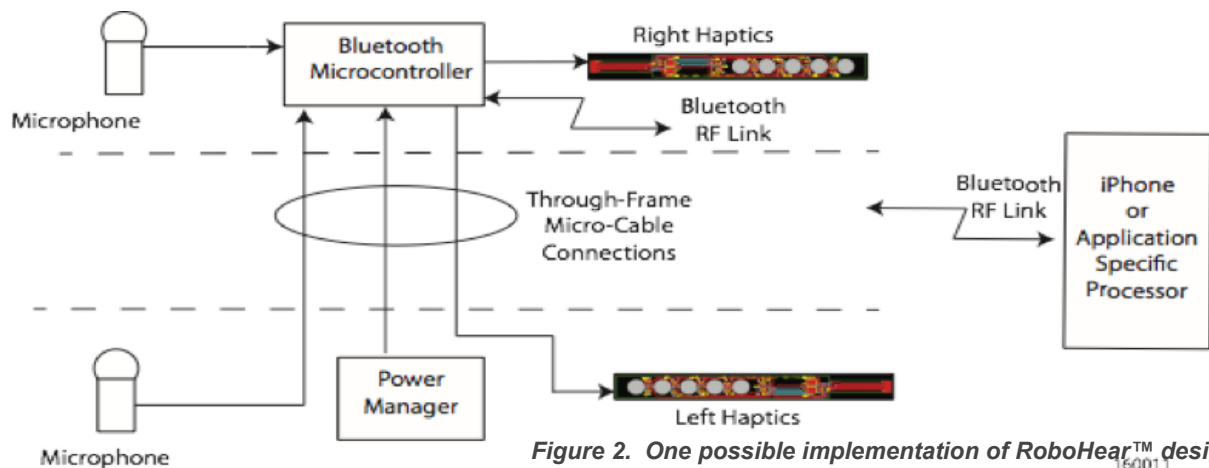 Microphone
Bluetooth
Microcontroller
Right Haptics
Bluetooth
RF Link
Through-Frame
Micro-Cable
Connections
Bluetooth
RF Link
iPhone
or
Application
Specific
Processor
Microphone
Power
Manager
Left Haptics
Figure 2. One possible implementation of RoboHear™ desi
160011